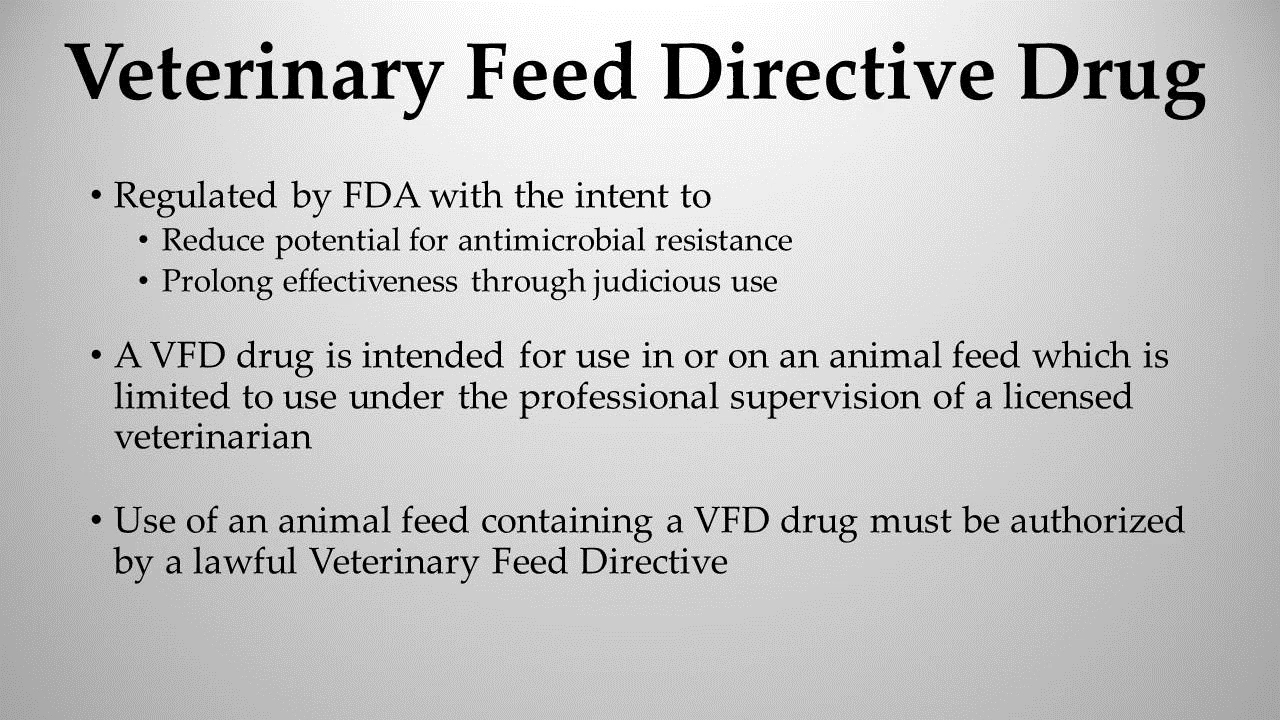 Veterinary Feed Directive Drug
• Regulated by FDA with the intent to
• Reduce potential for antimicrobial resistance
• Prolong effectiveness through judicious use
• A VFD drug is intended for use in or on an animal feed which is
limited to use under the professional supervision of a licensed
veterinarian
• Use of an animal feed containing a VFD drug must be authorized
by a lawful Veterinary Feed Directive